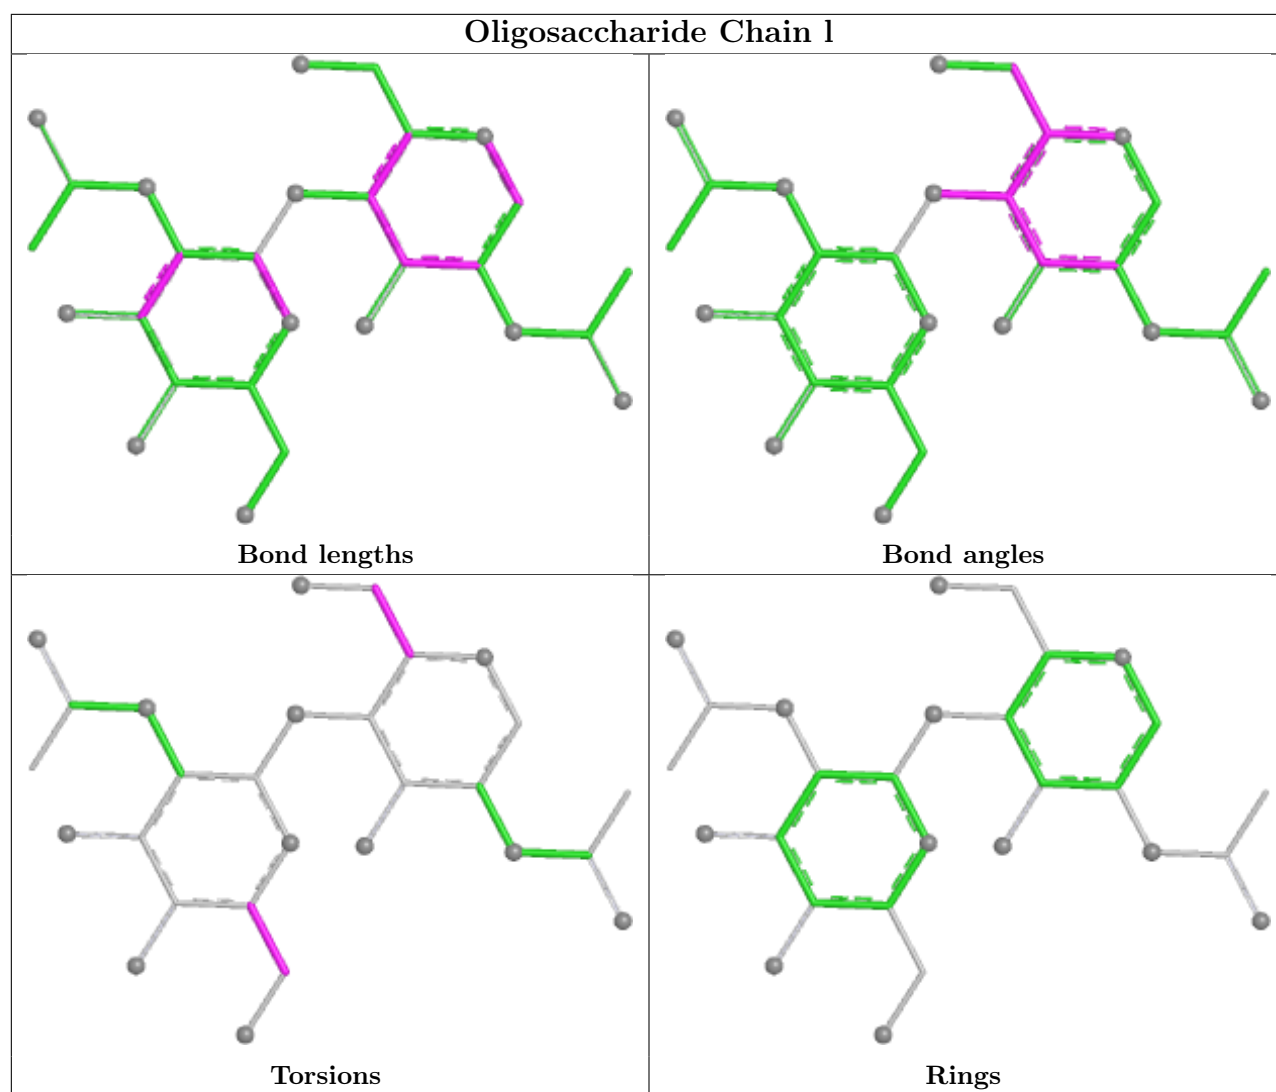 Oligosaccharide Chain l
Bond lengths
Bond angles
Torsions
Rings